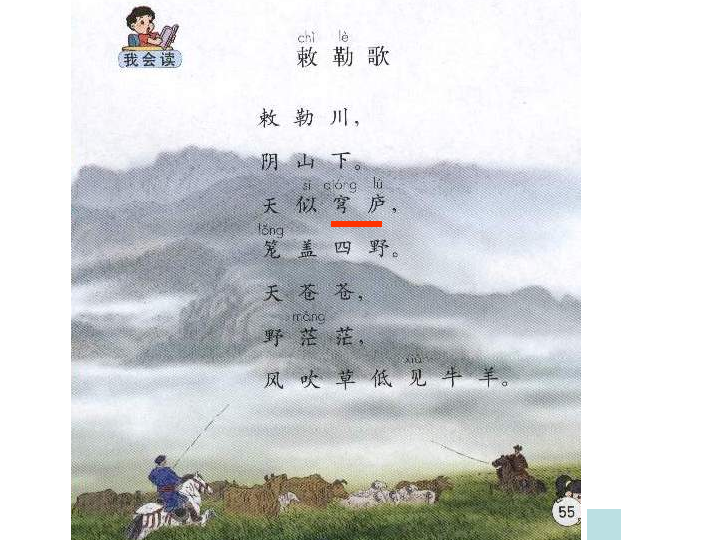 我会读
chì lè
敕 勒 歌
敕 勒 川，
阴 山 下。
sì qióng lú
天 似 穹 庐，
lǒng
笼 盖 四 野。
天 苍 苍，
máng
野 茫 茫，
xiàn
风 吹 草 低 见 牛 羊。
55